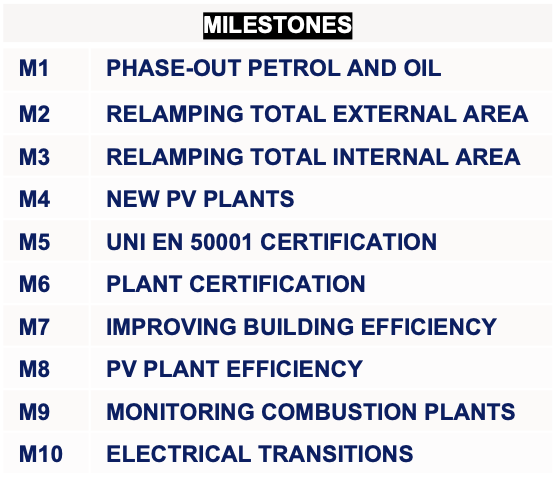 MILESTONES
M1 PHASE-OUT PETROL AND OIL
M2 RELAMPING TOTAL EXTERNAL AREA
M3 RELAMPING TOTAL INTERNAL AREA
M4 NEW PV PLANTS
M5 UNI EN 50001 CERTIFICATION
M6 PLANT CERTIFICATION
M7 IMPROVING BUILDING EFFICIENCY
M8 PV PLANT EFFICIENCY
M9 MONITORING COMBUSTION PLANTS
M10 ELECTRICAL TRANSITIONS